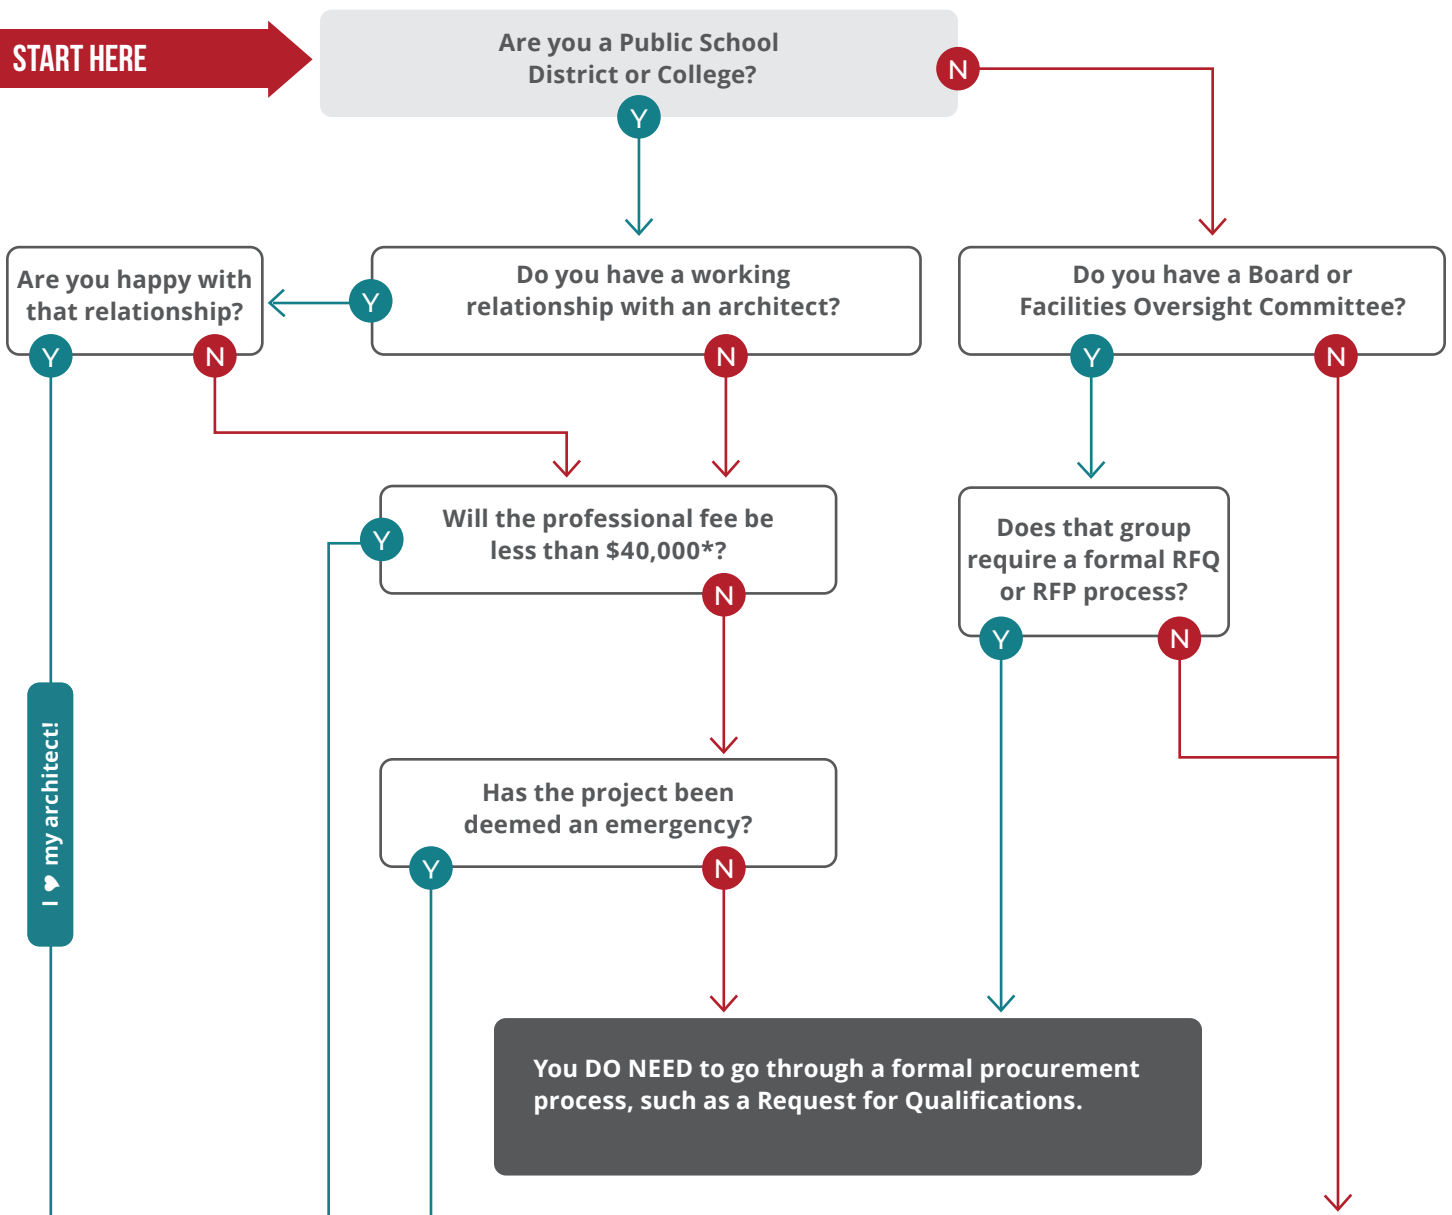 START HERE
Are you a Public School
District or College?
N
Y
Are you happy with
that relationship?
Y
N
Do you have a working
relationship with an architect?
Y
N
Do you have a Board or
Facilities Oversight Committee?
Y
N
Will the professional fee be
less than $40,000*?
Y
N
Does that group
require a formal RFQ
or RFP process?
Y
N
I ♥ my architect!
Has the project been
deemed an emergency?
Y
N
You DO NEED to go through a formal procurement
process, such as a Request for Qualifications.